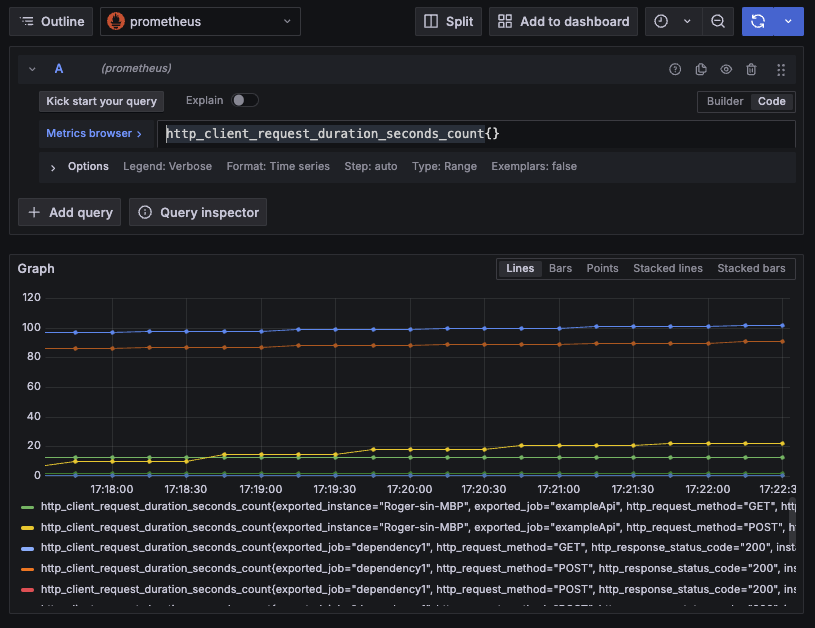 Outline
prometheus
Split
Add to dashboard
A
(prometheus)
Kick start your query
Explain
Builder
Code
Metrics browser >
http_client_request_duration_seconds_count{}
Options
Legend: Verbose
Format: Time series
Step: auto
Type: Range
Exemplars: false
+ Add query
Query inspector
Graph
Lines
Bars
Points
Stacked lines
Stacked bars
120
100
80
60
40
20
0
17:18:00
17:18:30
17:19:00
17:19:30
17:20:00
17:20:30
17:21:00
17:21:30
17:22:00
17:22:3
http_client_request_duration_seconds_count{exported_instance="Roger-sin-MBP", exported_job="exampleApi", http_request_method="GET", htt
http_client_request_duration_seconds_count{exported_instance="Roger-sin-MBP", exported_job="exampleApi", http_request_method="POST", h
http_client_request_duration_seconds_count{exported_job="dependency1", http_request_method="GET", http_response_status_code="200", inst
http_client_request_duration_seconds_count{exported_job="dependency1", http_request_method="POST", http_response_status_code="200", ins
http_client_request_duration_seconds_count{exported_job="dependency1", http_request_method="POST", http_response_status_code="200", ins